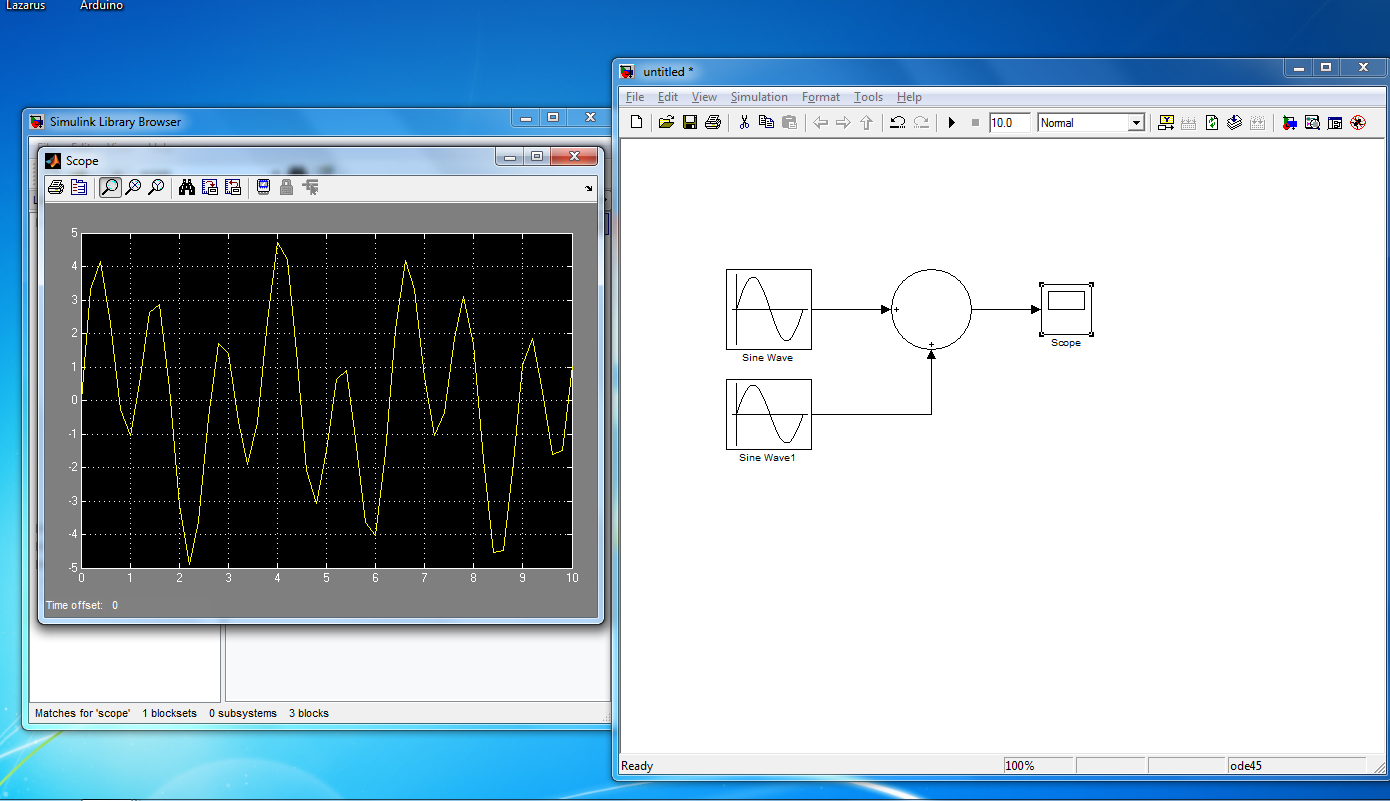 Lazarus Arduino
untitled *
File Edit View Simulation Format Tools Help
10.0 Normal
Simulink Library Browser
Scope
5
4
3
2
1
0
-1
-2
-3
-4
-5
0 1 2 3 4 5 6 7 8 9 10
Time offset: 0
Matches for 'scope' 1 blocksets 0 subsystems 3 blocks
+
+
Sine Wave
Scope
Sine Wave1
Ready 100% ode45